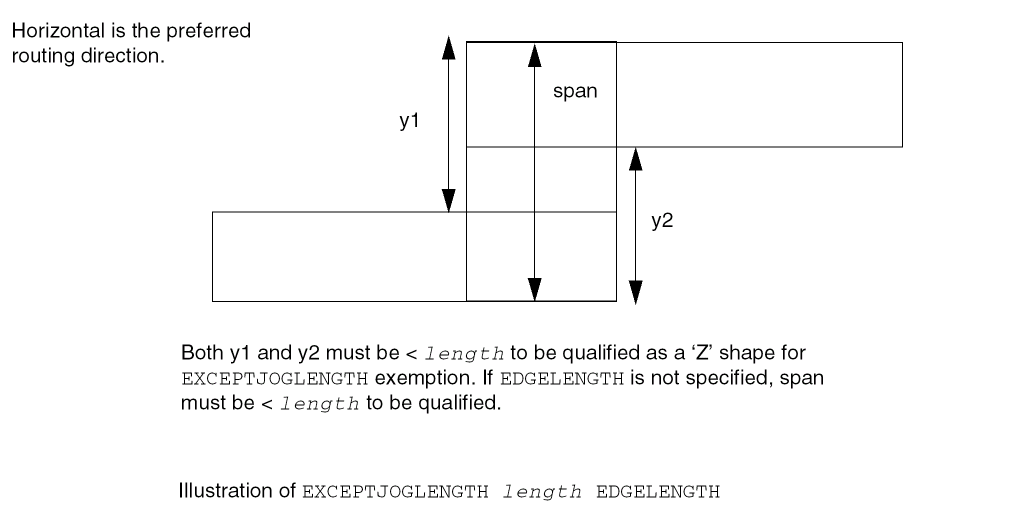 Horizontal is the preferred
routing direction.
span
y1
y2
Both y1 and y2 must be < length to be qualified as a ‘Z’ shape for
EXCEPTJOGLENGTH exemption. If EDGELENGTH is not specified, span
must be < length to be qualified.
Illustration of EXCEPTJOGLENGTH length EDGELENGTH